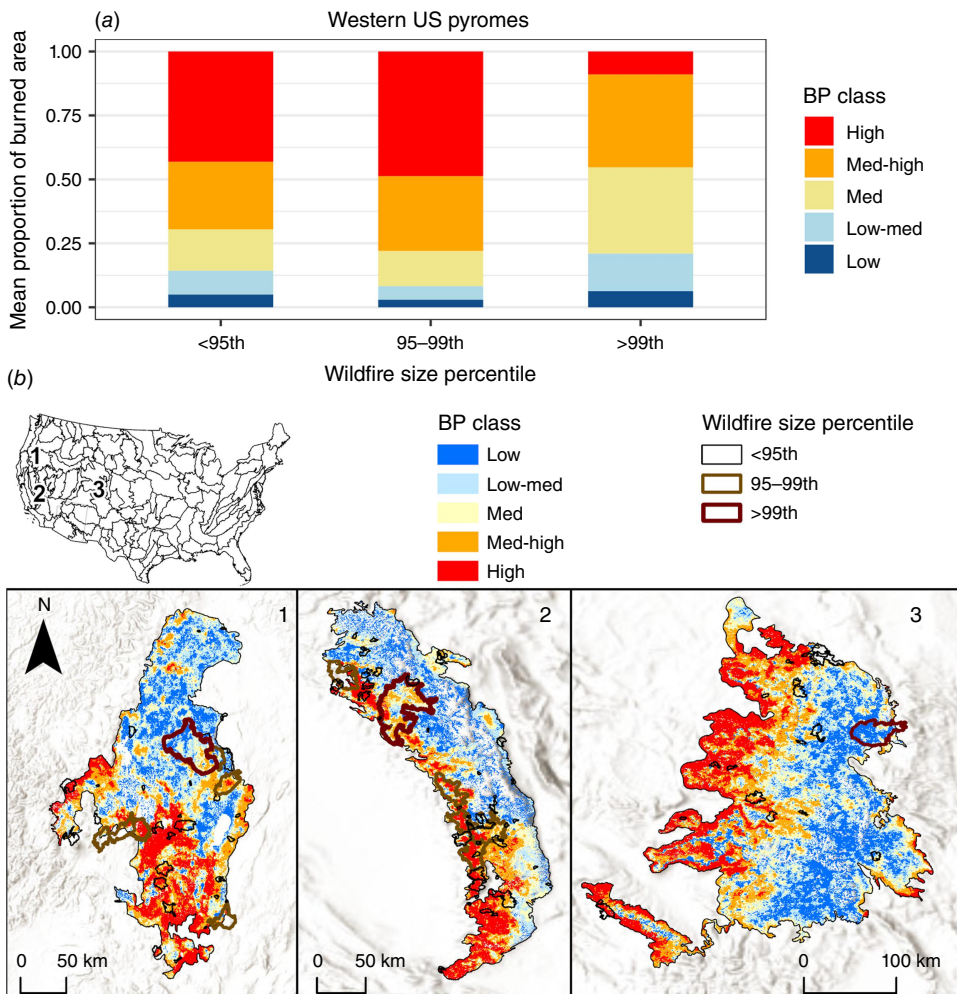 (a) Western US pyromes
Mean proportion of burned area
1.00
0.75
0.50
0.25
0.00
<95th 95–99th >99th
Wildfire size percentile
BP class
High
Med-high
Med
Low-med
Low
(b)
1
2
3
BP class
Low
Low-med
Med
Med-high
High
Wildfire size percentile
<95th
95–99th
>99th
N
1
0 50 km
2
0 50 km
3
0 100 km